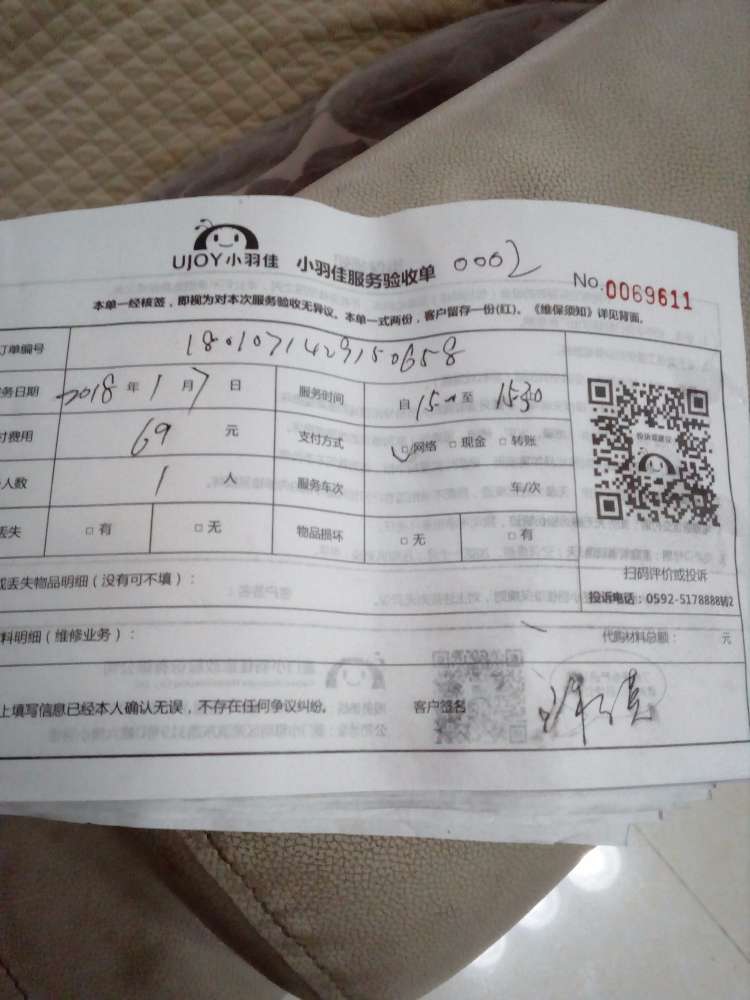 UJOY小羽佳 小羽佳服务验收单 0002
No.0069611
本单一经核签，即视为对本次服务验收无异议。本单一式两份，客户留存一份(红)。《维保须知》详见背面。
订单编号 1801071429150658
务日期 2018 年 1 月 7 日 服务时间 自 15 至 1530
付费用 69 元 支付方式 □网络 □现金 □转账
人数 1 人 服务车次 车/次
丢失 □有 □无 物品损坏 □无 □有
扫码评价或投诉
或丢失物品明细（没有可不填）：
投诉电话：0592-5178888转2
料明细（维修业务）： 代购材料总额： 元
上填写信息已经本人确认无误，不存在任何争议纠纷。 客户签名